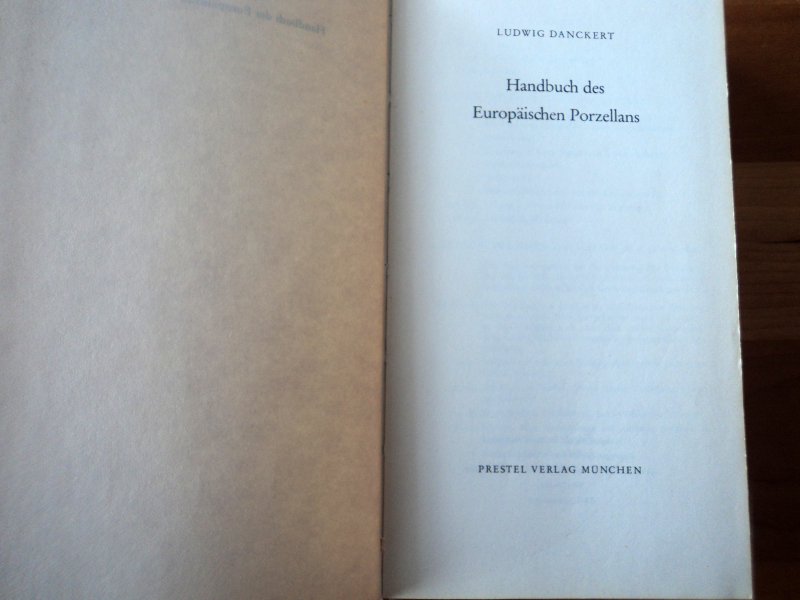 LUDWIG DANCKERT
Handbuch des
Europäischen Porzellans
PRESTEL VERLAG MÜNCHEN